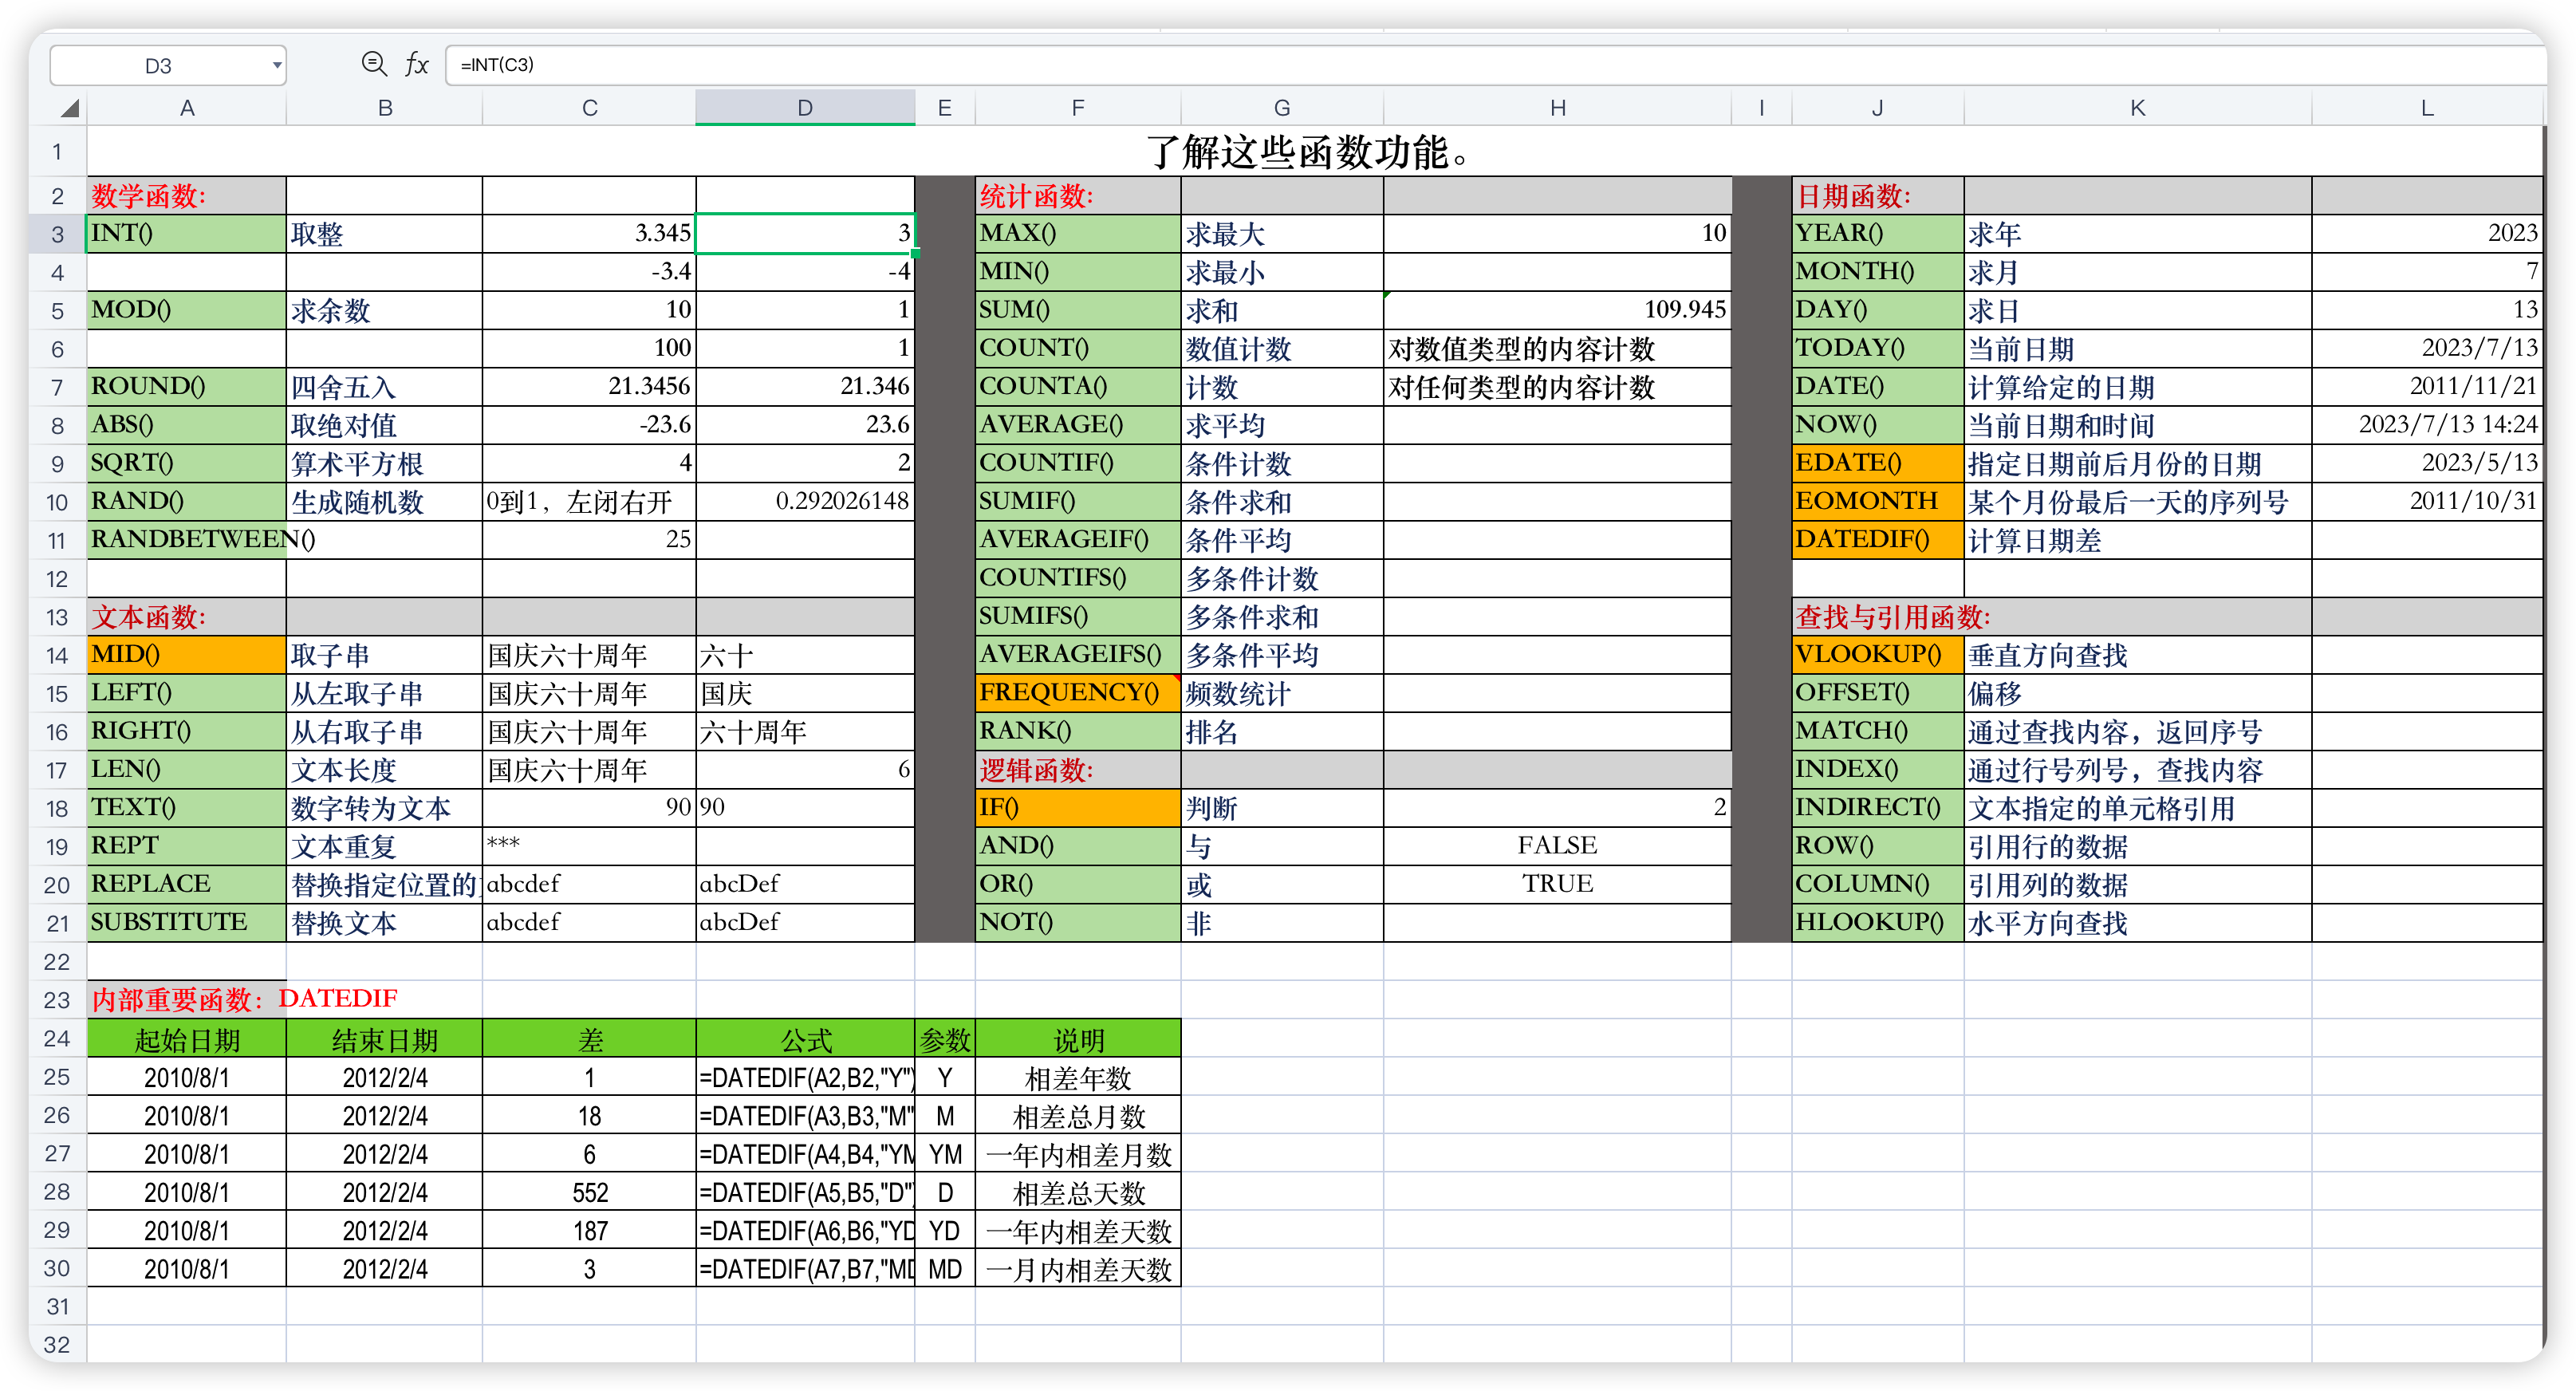 D3 fx =INT(C3)
A B C D E F G H I J K L
1 了解这些函数功能。
2 数学函数: 统计函数: 日期函数:
3 INT() 取整 3.345 3 MAX() 求最大 10 YEAR() 求年 2023
4 -3.4 -4 MIN() 求最小 MONTH() 求月 7
5 MOD() 求余数 10 1 SUM() 求和 109.945 DAY() 求日 13
6 100 1 COUNT() 数值计数 对数值类型的内容计数 TODAY() 当前日期 2023/7/13
7 ROUND() 四舍五入 21.3456 21.346 COUNTA() 计数 对任何类型的内容计数 DATE() 计算给定的日期 2011/11/21
8 ABS() 取绝对值 -23.6 23.6 AVERAGE() 求平均 NOW() 当前日期和时间 2023/7/13 14:24
9 SQRT() 算术平方根 4 2 COUNTIF() 条件计数 EDATE() 指定日期前后月份的日期 2023/5/13
10 RAND() 生成随机数 0到1，左闭右开 0.292026148 SUMIF() 条件求和 EOMONTH 某个月份最后一天的序列号 2011/10/31
11 RANDBETWEEN() 25 AVERAGEIF() 条件平均 DATEDIF() 计算日期差
12 COUNTIFS() 多条件计数
13 文本函数: SUMIFS() 多条件求和 查找与引用函数:
14 MID() 取子串 国庆六十周年 六十 AVERAGEIFS() 多条件平均 VLOOKUP() 垂直方向查找
15 LEFT() 从左取子串 国庆六十周年 国庆 FREQUENCY() 频数统计 OFFSET() 偏移
16 RIGHT() 从右取子串 国庆六十周年 六十周年 RANK() 排名 MATCH() 通过查找内容，返回序号
17 LEN() 文本长度 国庆六十周年 6 逻辑函数: INDEX() 通过行号列号，查找内容
18 TEXT() 数字转为文本 90 90 IF() 判断 2 INDIRECT() 文本指定的单元格引用
19 REPT 文本重复 *** AND() 与 FALSE ROW() 引用行的数据
20 REPLACE 替换指定位置的 abcdef abcDef OR() 或 TRUE COLUMN() 引用列的数据
21 SUBSTITUTE 替换文本 abcdef abcDef NOT() 非 HLOOKUP() 水平方向查找
22
23 内部重要函数：DATEDIF
24 起始日期 结束日期 差 公式 参数 说明
25 2010/8/1 2012/2/4 1 =DATEDIF(A2,B2,"Y") Y 相差年数
26 2010/8/1 2012/2/4 18 =DATEDIF(A3,B3,"M" M 相差总月数
27 2010/8/1 2012/2/4 6 =DATEDIF(A4,B4,"YM YM 一年内相差月数
28 2010/8/1 2012/2/4 552 =DATEDIF(A5,B5,"D") D 相差总天数
29 2010/8/1 2012/2/4 187 =DATEDIF(A6,B6,"YD YD 一年内相差天数
30 2010/8/1 2012/2/4 3 =DATEDIF(A7,B7,"MD MD 一月内相差天数
31
32